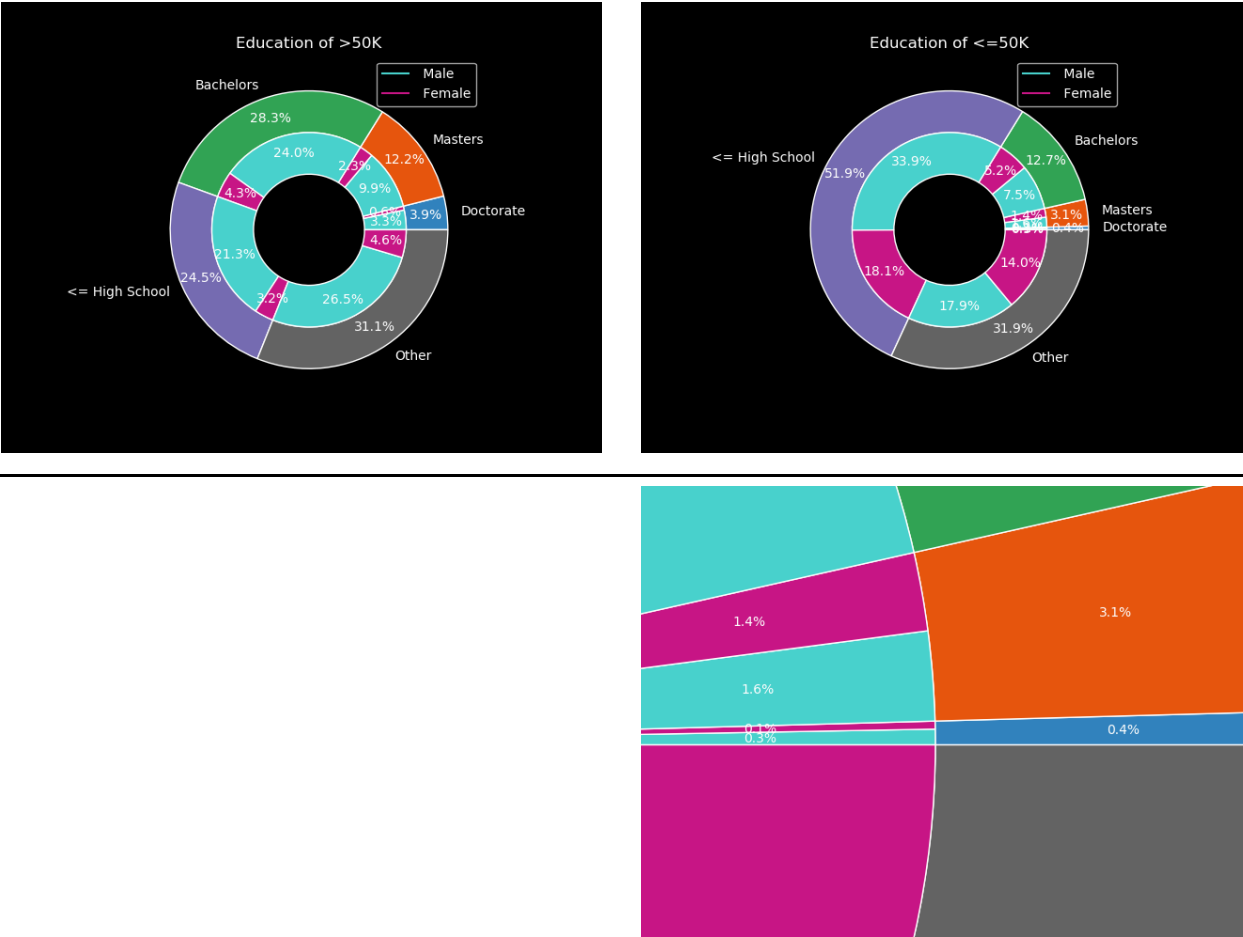 Education of >50K
Male
Female
Bachelors
28.3%
Masters
12.2%
24.0%
2.3%
9.9%
4.3%
0.6%
3.3%
3.9%
Doctorate
4.6%
21.3%
24.5%
<= High School
3.2%
26.5%
31.1%
Other
Education of <=50K
Male
Female
Bachelors
12.7%
<= High School
51.9%
33.9%
5.2%
7.5%
1.4%
3.1%
Masters
0.4%
Doctorate
18.1%
14.0%
17.9%
31.9%
Other
1.4%
3.1%
1.6%
0.1%
0.3%
0.4%